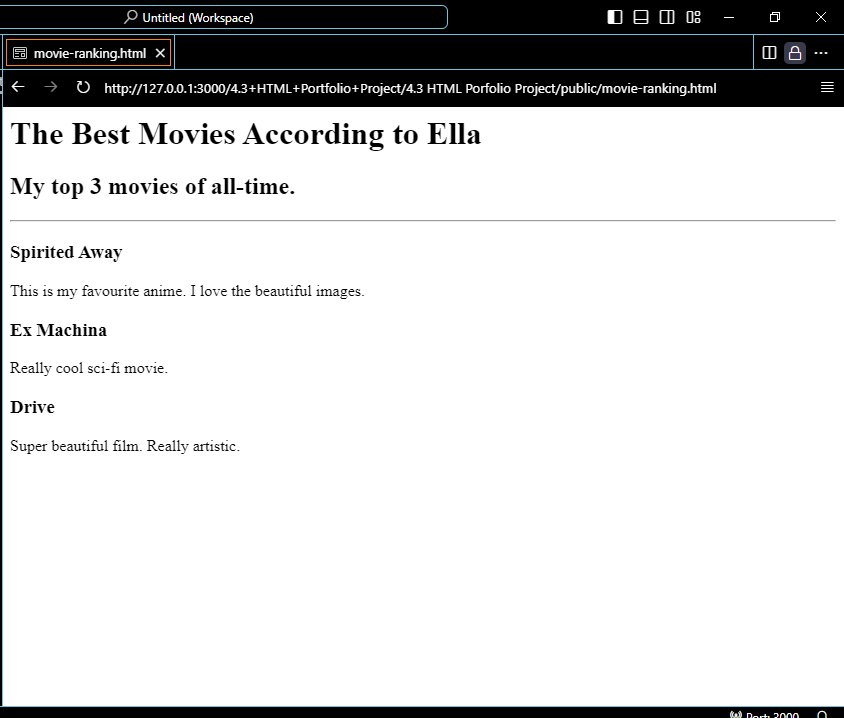 Untitled (Workspace)
movie-ranking.html
http://127.0.0.1:3000/4.3+HTML+Portfolio+Project/4.3 HTML Porfolio Project/public/movie-ranking.html
The Best Movies According to Ella
My top 3 movies of all-time.
Spirited Away
This is my favourite anime. I love the beautiful images.
Ex Machina
Really cool sci-fi movie.
Drive
Super beautiful film. Really artistic.
Port: 3000